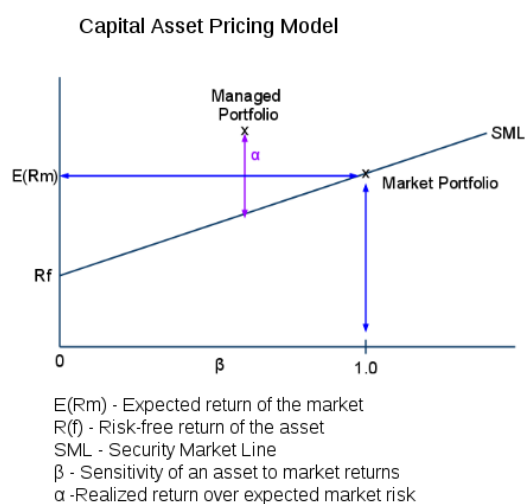 Capital Asset Pricing Model
Managed
Portfolio
x
α
SML
E(Rm)
x
Market Portfolio
Rf
0
β
1.0
E(Rm) - Expected return of the market
R(f) - Risk-free return of the asset
SML - Security Market Line
β - Sensitivity of an asset to market returns
α -Realized return over expected market risk